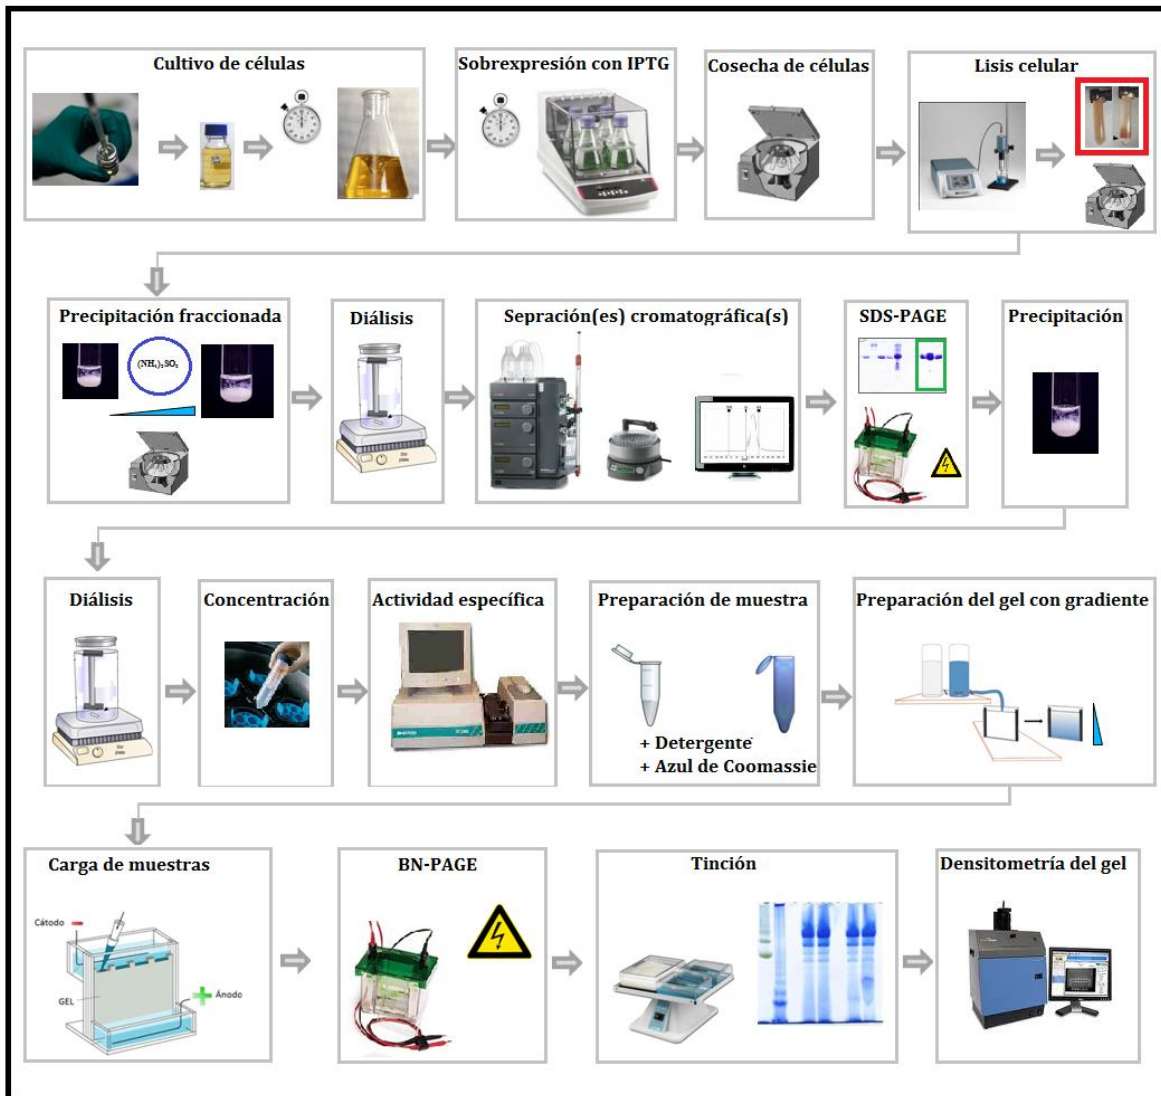 Cultivo de células
Sobrexpresión con IPTG
Cosecha de células
Lisis celular
Precipitación fraccionada
(NH₄)₂SO₂
Diálisis
Sepración(es) cromatográfica(s)
SDS-PAGE
Precipitación
Diálisis
Concentración
Actividad específica
Preparación de muestra
+ Detergente
+ Azul de Coomassie
Preparación del gel con gradiente
Carga de muestras
Cátodo
GEL
Ánodo
BN-PAGE
Tinción
Densitometría del gel